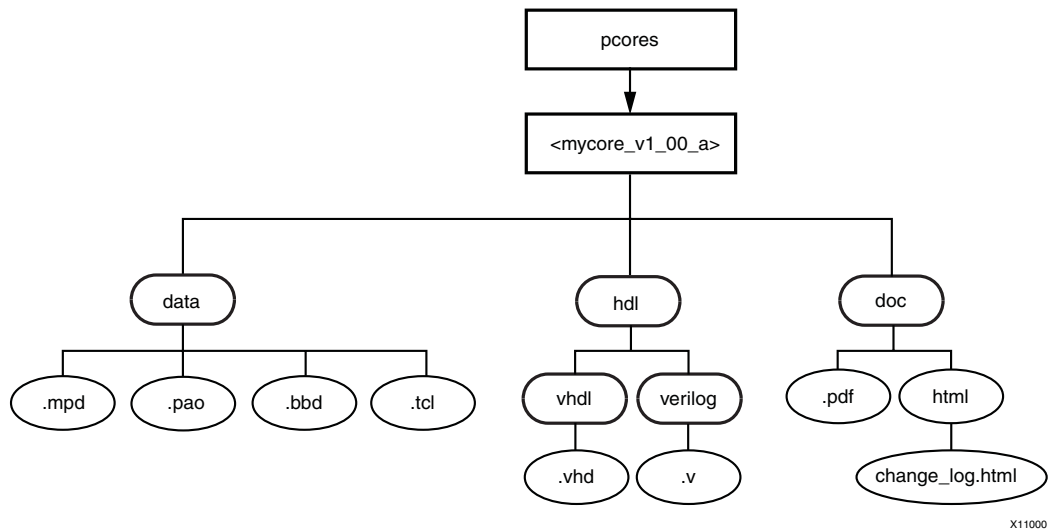 pcores
<mycore_v1_00_a>
data
hdl
doc
.mpd
.pao
.bbd
.tcl
vhdl
verilog
.pdf
html
.vhd
.v
change_log.html
X11000